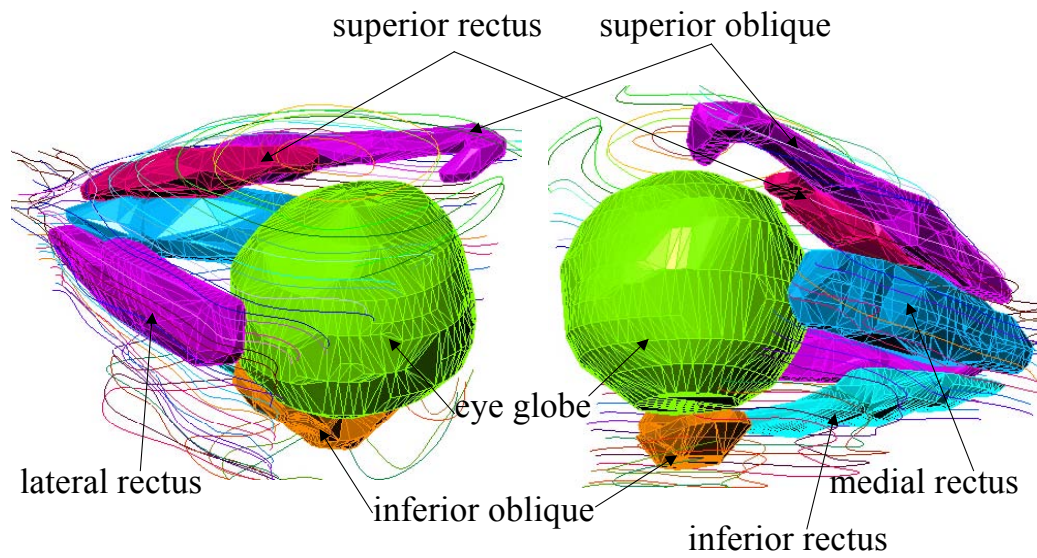 superior rectus
superior oblique
eye globe
lateral rectus
medial rectus
inferior oblique
inferior rectus